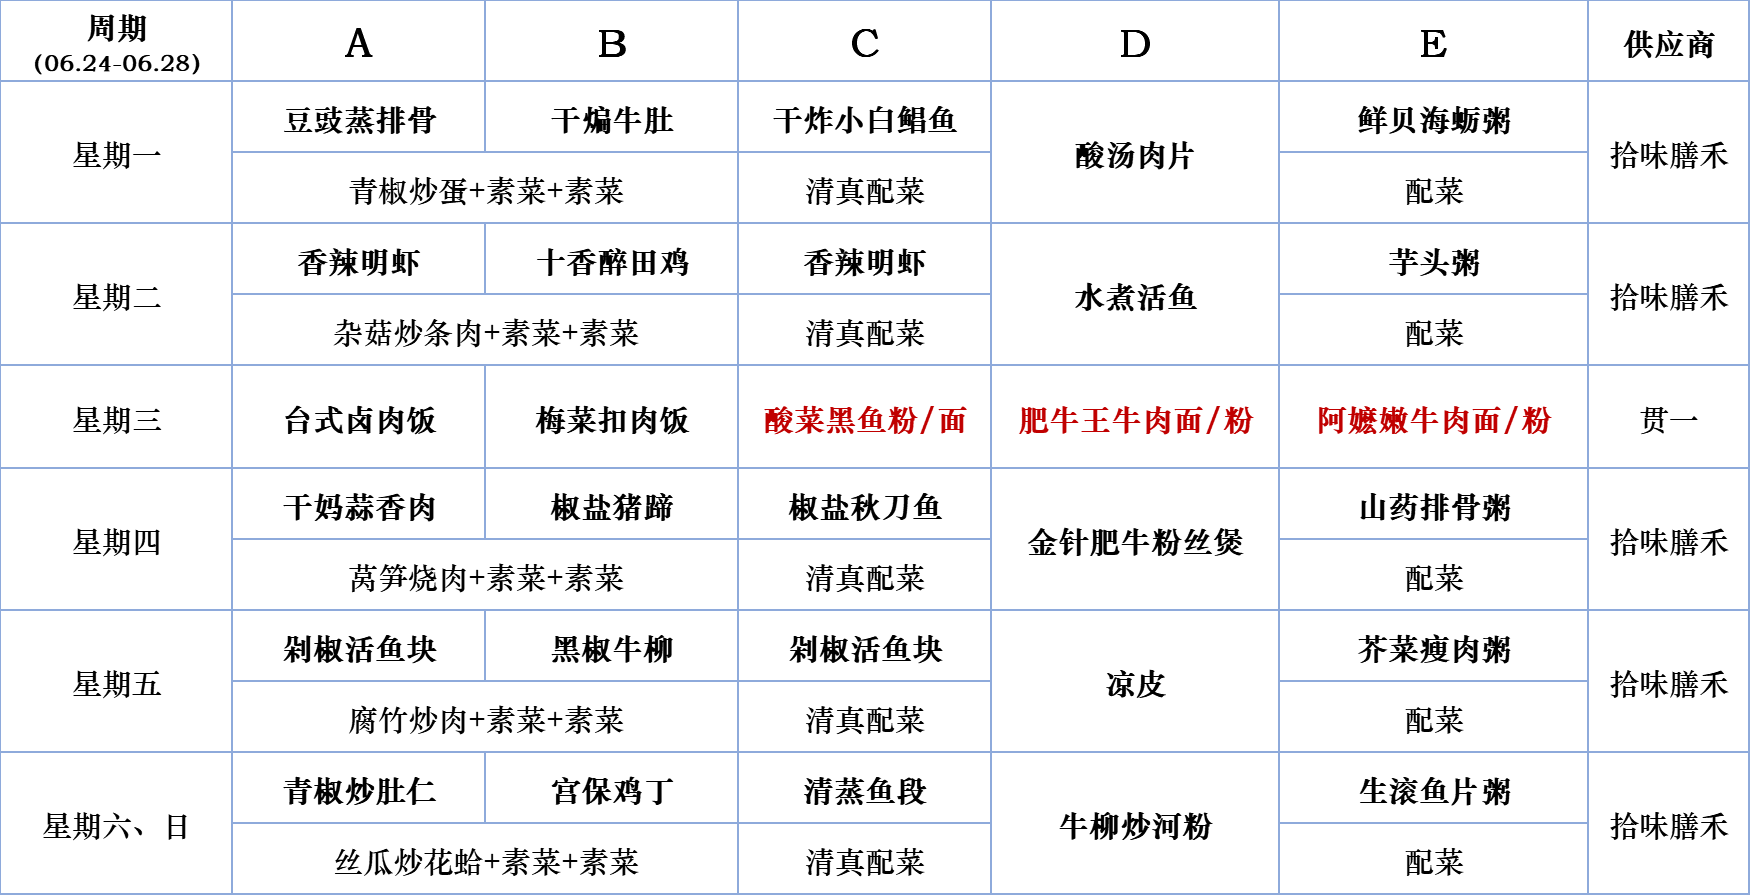 周期
(06.24-06.28)
A
B
C
D
E
供应商
星期一
豆豉蒸排骨
干煸牛肚
干炸小白鲳鱼
酸汤肉片
鲜贝海蛎粥
拾味膳禾
青椒炒蛋+素菜+素菜
清真配菜
配菜
星期二
香辣明虾
十香醉田鸡
香辣明虾
水煮活鱼
芋头粥
拾味膳禾
杂菇炒条肉+素菜+素菜
清真配菜
配菜
星期三
台式卤肉饭
梅菜扣肉饭
酸菜黑鱼粉/面
肥牛王牛肉面/粉
阿嬷嫩牛肉面/粉
贯一
星期四
干妈蒜香肉
椒盐猪蹄
椒盐秋刀鱼
金针肥牛粉丝煲
山药排骨粥
拾味膳禾
莴笋烧肉+素菜+素菜
清真配菜
配菜
星期五
剁椒活鱼块
黑椒牛柳
剁椒活鱼块
凉皮
芥菜瘦肉粥
拾味膳禾
腐竹炒肉+素菜+素菜
清真配菜
配菜
星期六、日
青椒炒肚仁
宫保鸡丁
清蒸鱼段
牛柳炒河粉
生滚鱼片粥
拾味膳禾
丝瓜炒花蛤+素菜+素菜
清真配菜
配菜